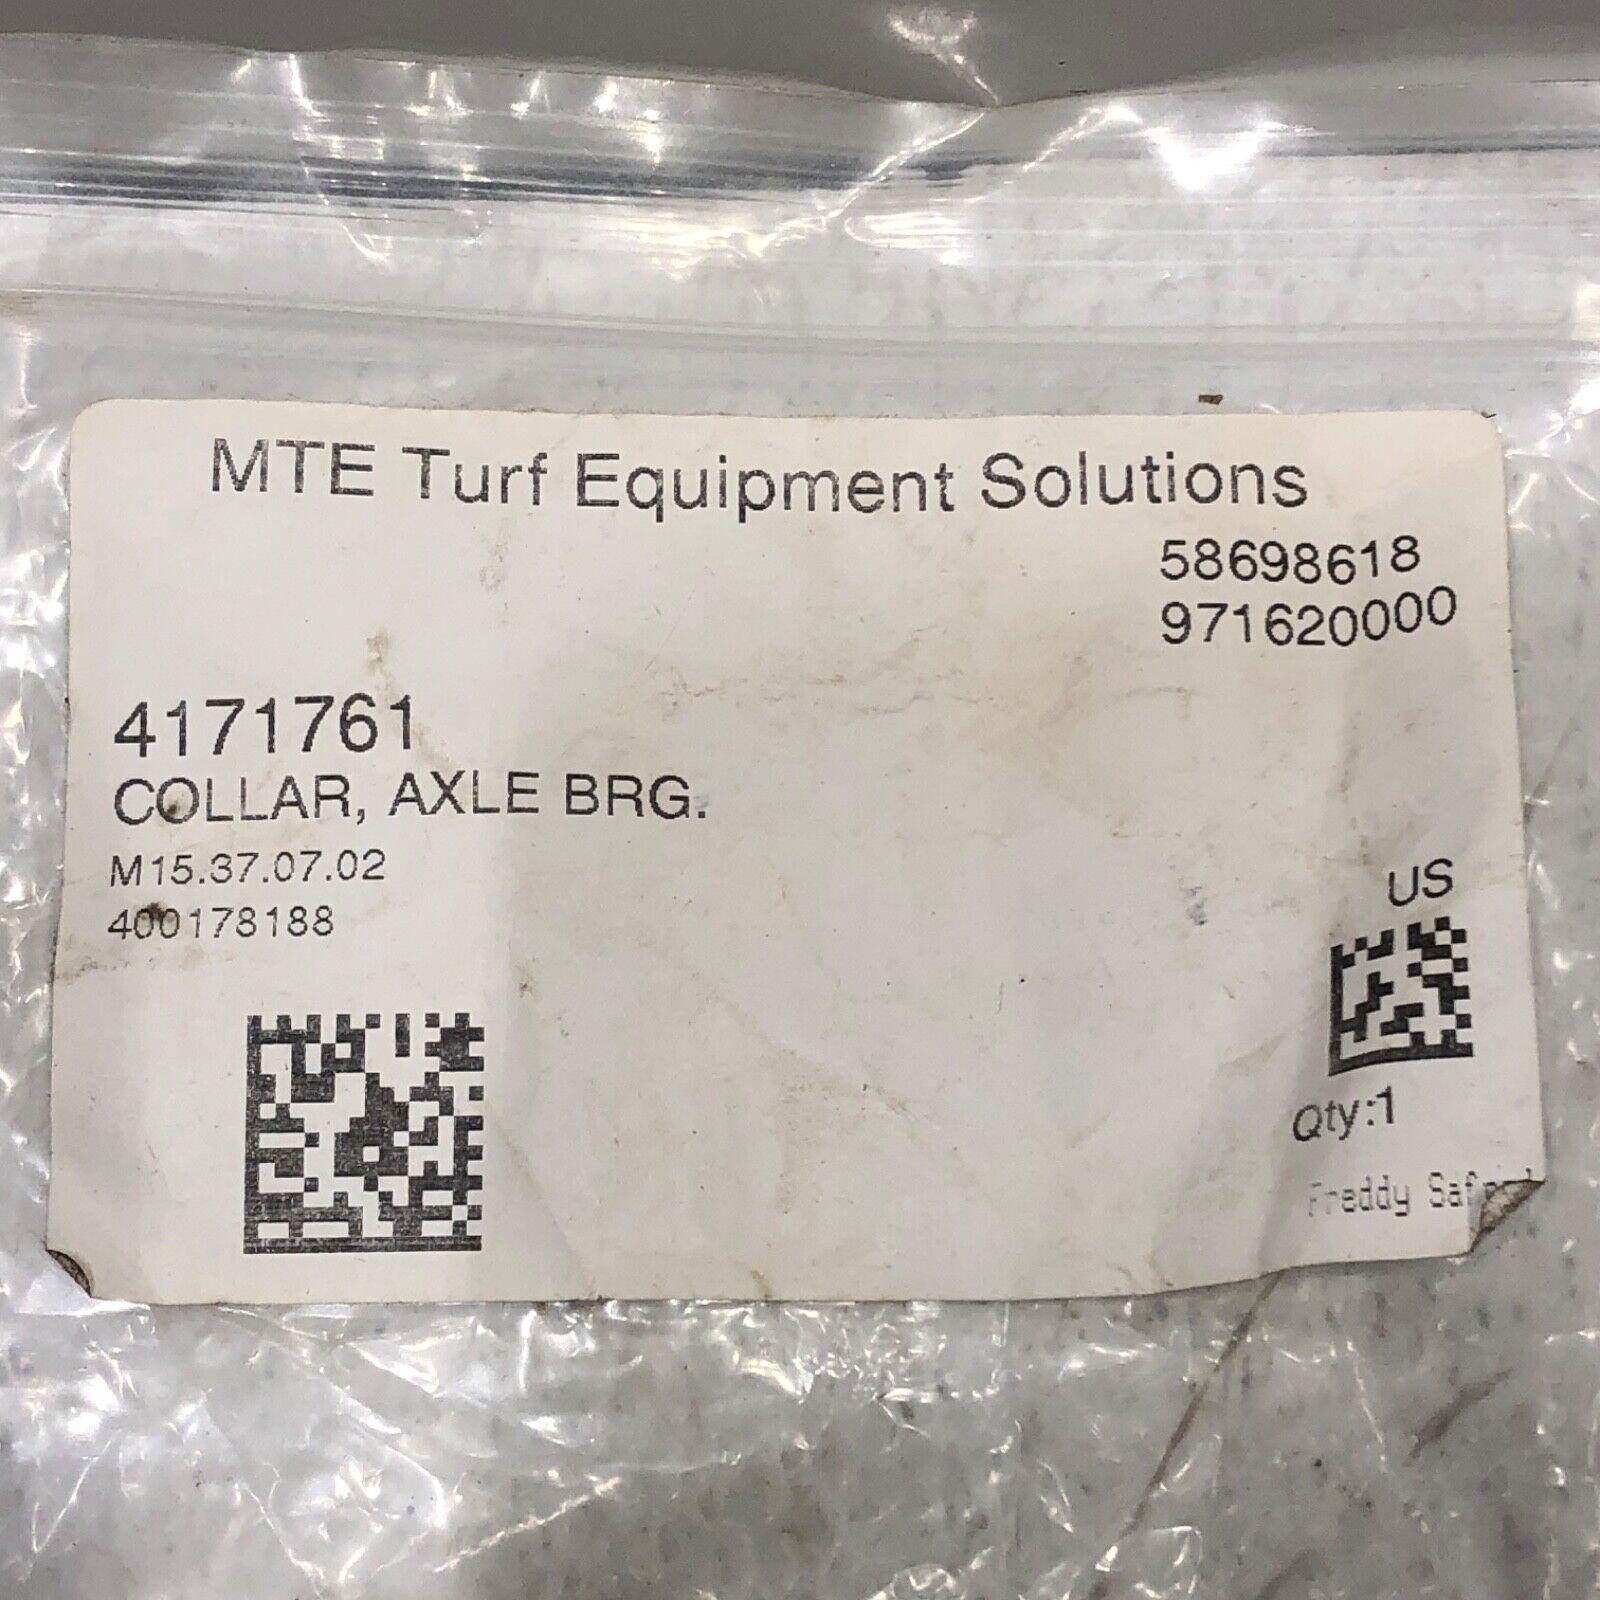 MTE Turf Equipment Solutions
58698618
971620000
4171761
COLLAR, AXLE BRG.
M15.37.07.02
400178188
US
Qty:1
Freddy